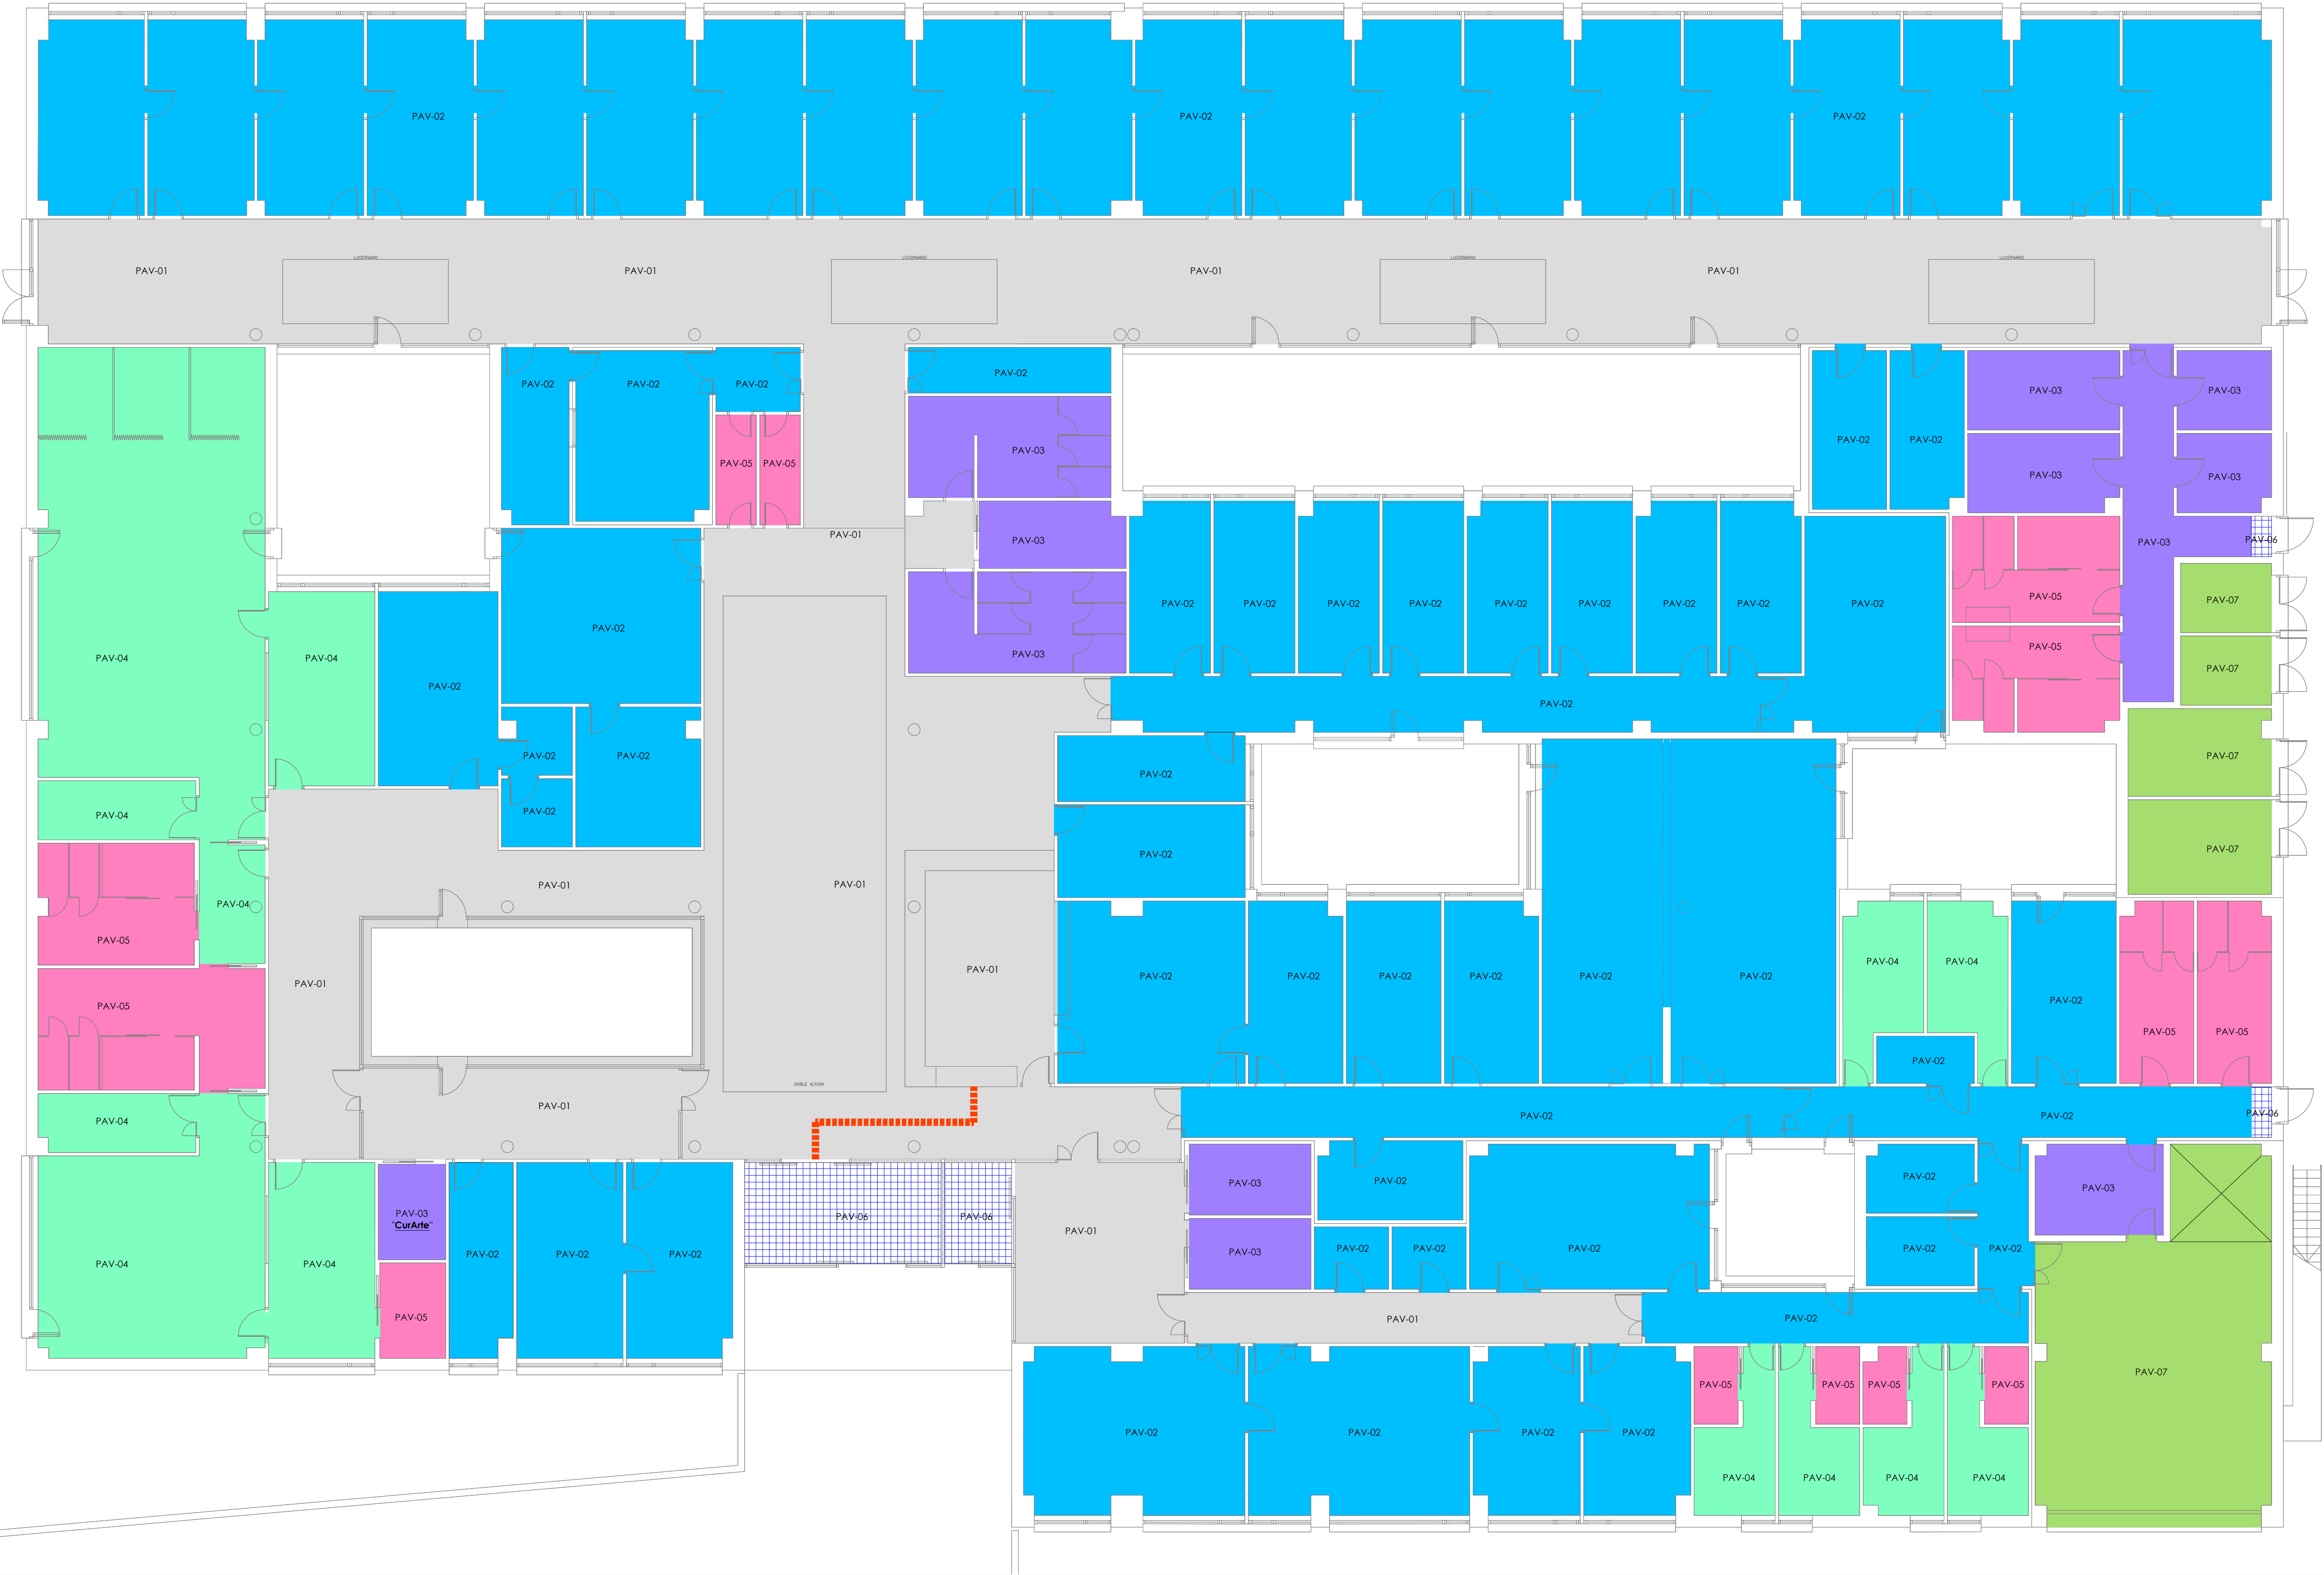 PAV-02 PAV-02 PAV-02
LUCERNARIO LUCERNARIO LUCERNARIO LUCERNARIO
PAV-01 PAV-01 PAV-01 PAV-01
PAV-02 PAV-02 PAV-02 PAV-02
PAV-03 PAV-03
PAV-02 PAV-02
PAV-05 PAV-05 PAV-03 PAV-03 PAV-03
PAV-01 PAV-03 PAV-03 PAV-06
PAV-02 PAV-02 PAV-02 PAV-02 PAV-02 PAV-02 PAV-02 PAV-02 PAV-02 PAV-05 PAV-07
PAV-02
PAV-04 PAV-04 PAV-03 PAV-05 PAV-07
PAV-02 PAV-02
PAV-02 PAV-02 PAV-07
PAV-02
PAV-04 PAV-02
PAV-02 PAV-07
PAV-01 PAV-01
PAV-04
PAV-05 PAV-04 PAV-04
PAV-01 PAV-02 PAV-02 PAV-02 PAV-02 PAV-02 PAV-02
PAV-01 PAV-02
PAV-05
PAV-02 PAV-05 PAV-05
DOBLE ALTURA
PAV-01
PAV-04 PAV-02 PAV-02 PAV-06
PAV-03 PAV-02 PAV-02 PAV-03
PAV-03
"CurArte"
PAV-06 PAV-06 PAV-01
PAV-04 PAV-04 PAV-02 PAV-02 PAV-02
PAV-03 PAV-02 PAV-02 PAV-02 PAV-02 PAV-02
PAV-05 PAV-01 PAV-02
PAV-05 PAV-05 PAV-05 PAV-05 PAV-07
PAV-02 PAV-02 PAV-02 PAV-02
PAV-04 PAV-04 PAV-04 PAV-04